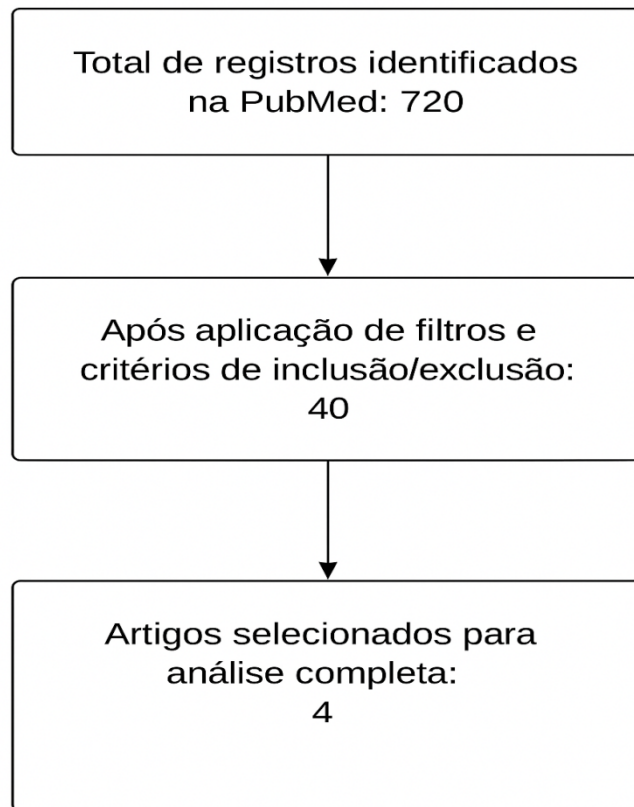 Total de registros identificados
na PubMed: 720
Após aplicação de filtros e
critérios de inclusão/exclusão:
40
Artigos selecionados para
análise completa:
4